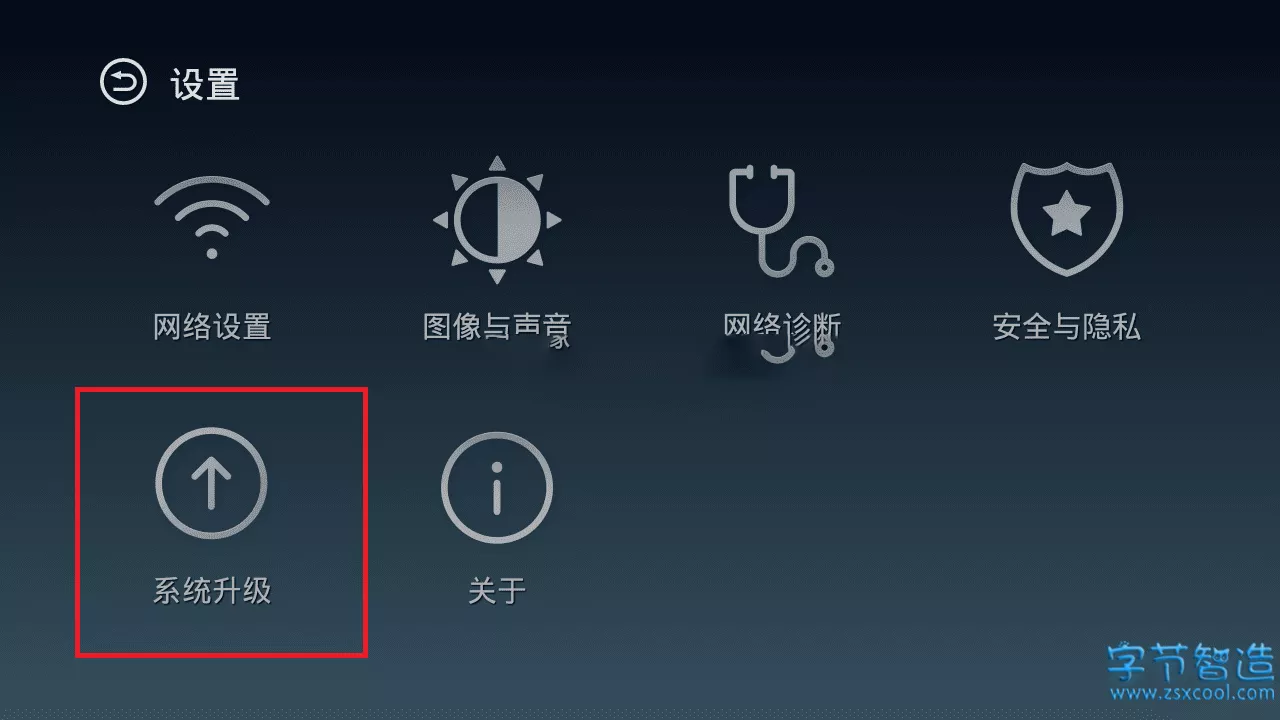 设置
网络设置
图像与声音
网络诊断
安全与隐私
家
系统升级
关于
字节智造
www.zsxcool.com